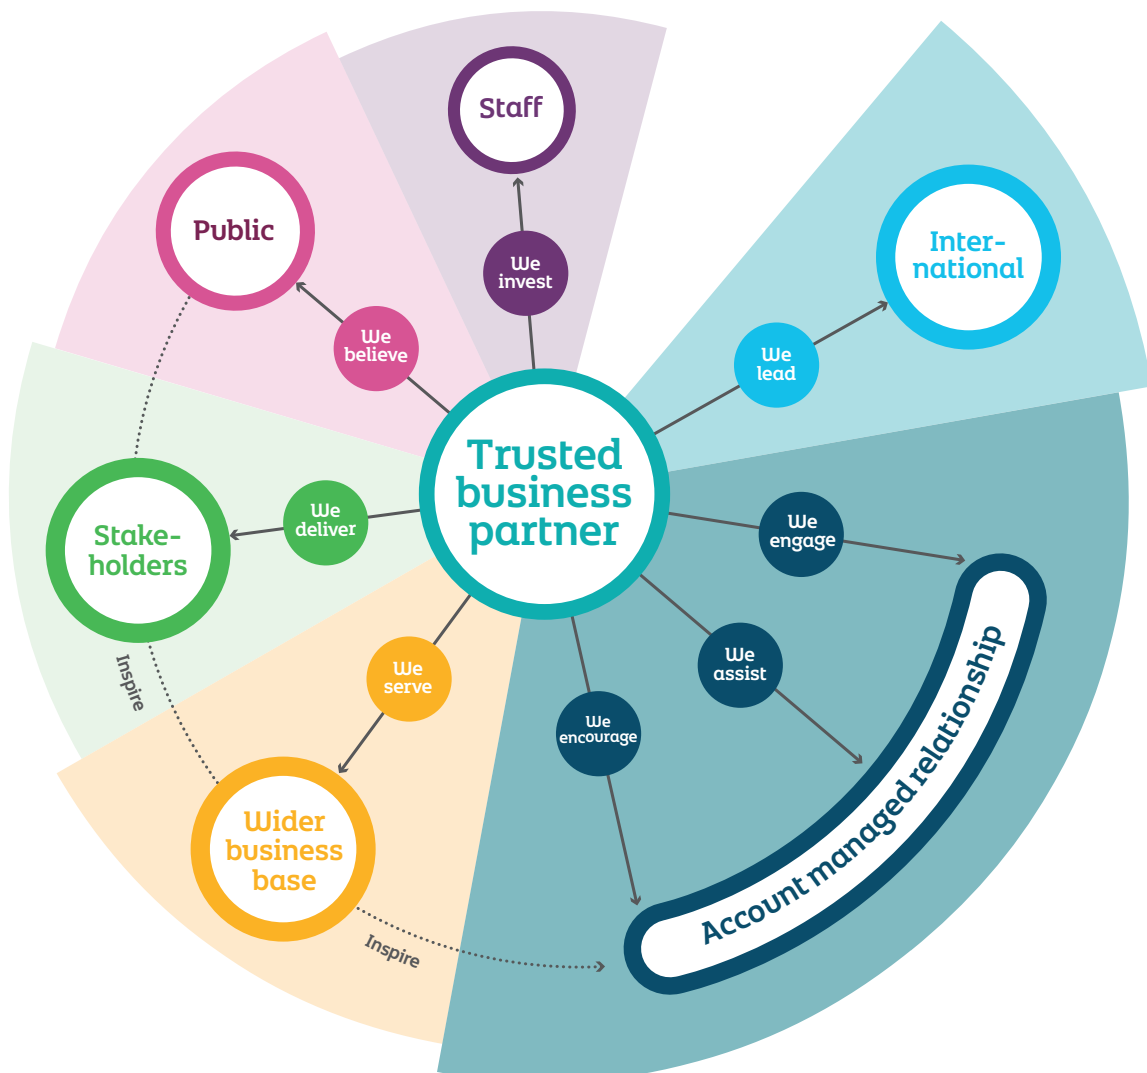 Staff
We
invest
Public
We
believe
Inter-
national
We
lead
Trusted
business
partner
We
engage
We
deliver
Stake-
holders
We
assist
We
serve
Inspire
We
encourage
Account managed relationship
Wider
business
base
Inspire